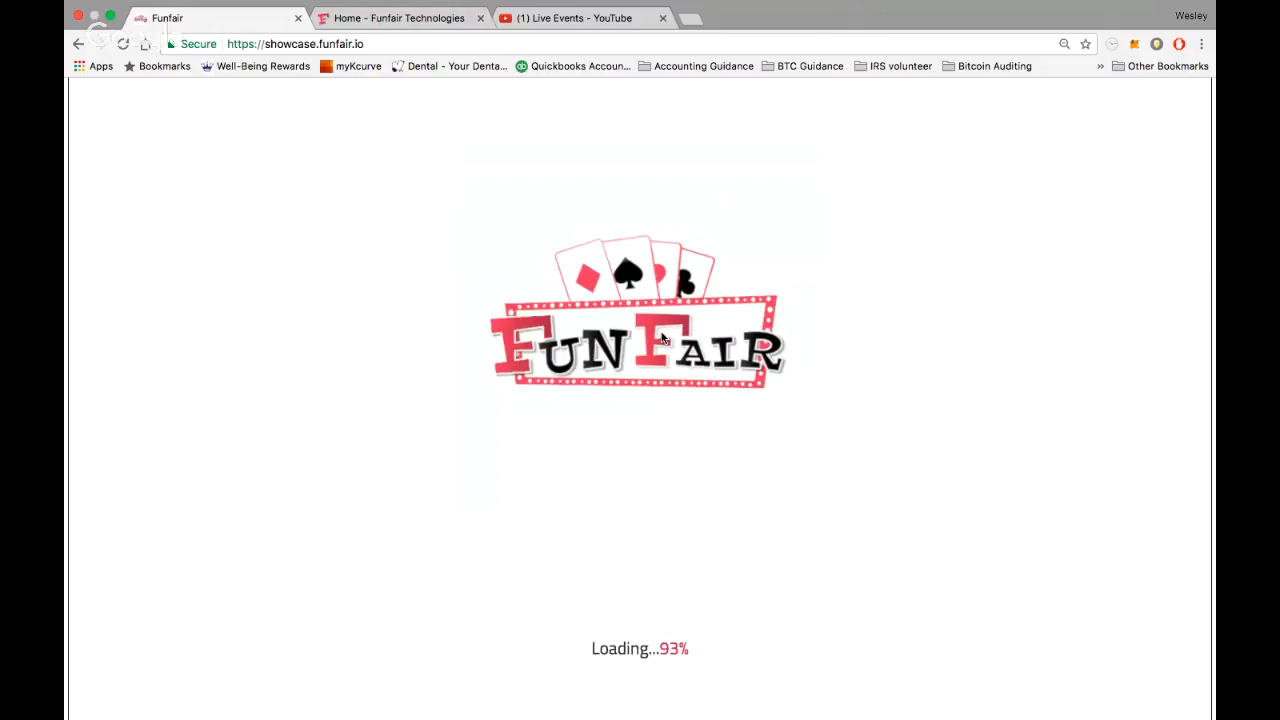 Funfair
Home - Funfair Technologies
(1) Live Events - YouTube
Wesley
Google
Secure
https://showcase.funfair.io
Apps
Bookmarks
Well-Being Rewards
myKcurve
Dental - Your Denta...
Quickbooks Accoun...
Accounting Guidance
BTC Guidance
IRS volunteer
Bitcoin Auditing
»
Other Bookmarks
FUN FAIR
Loading...93%